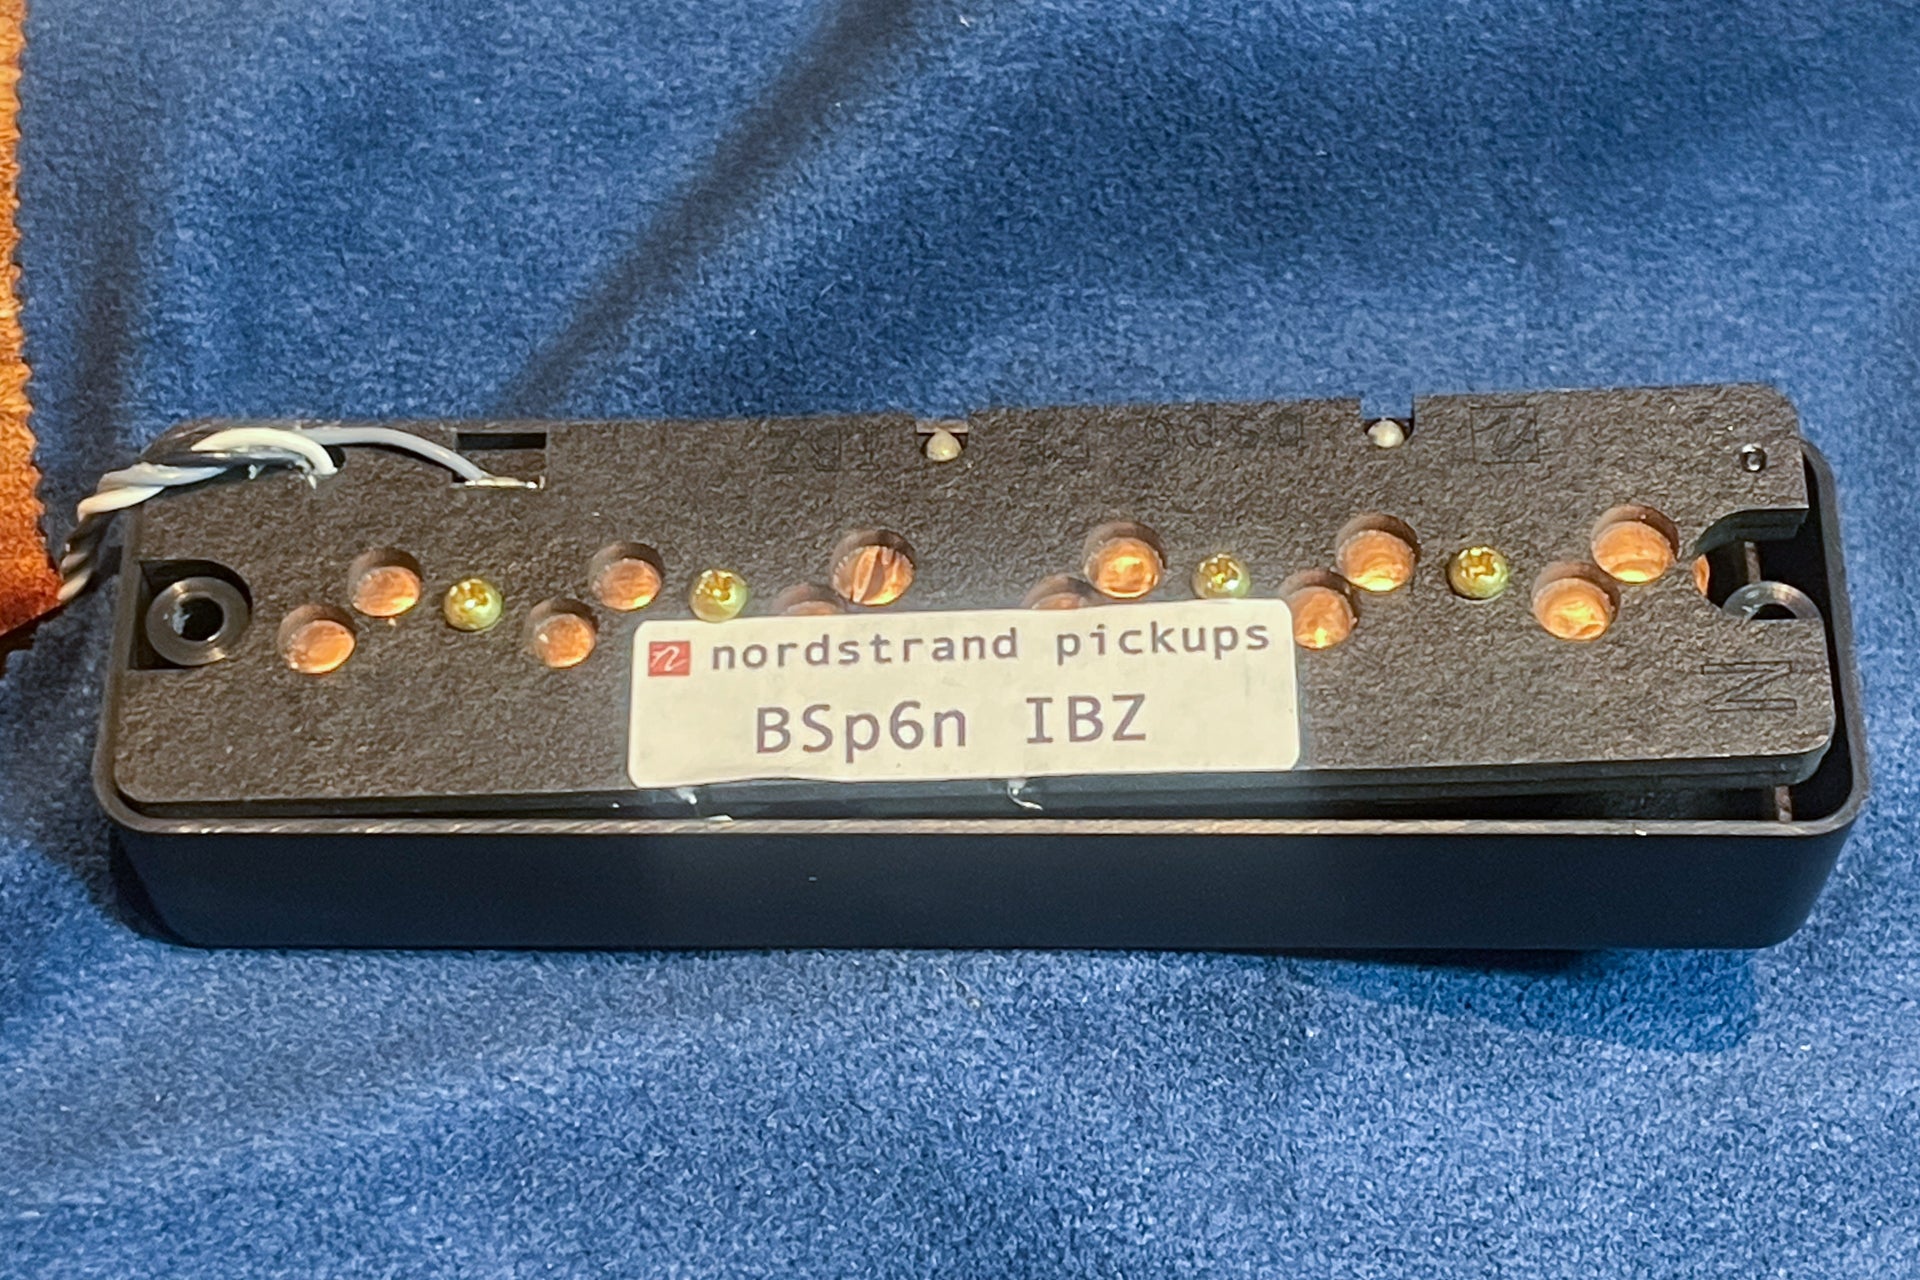 nordstrand pickups
BSp6n IBZ
N